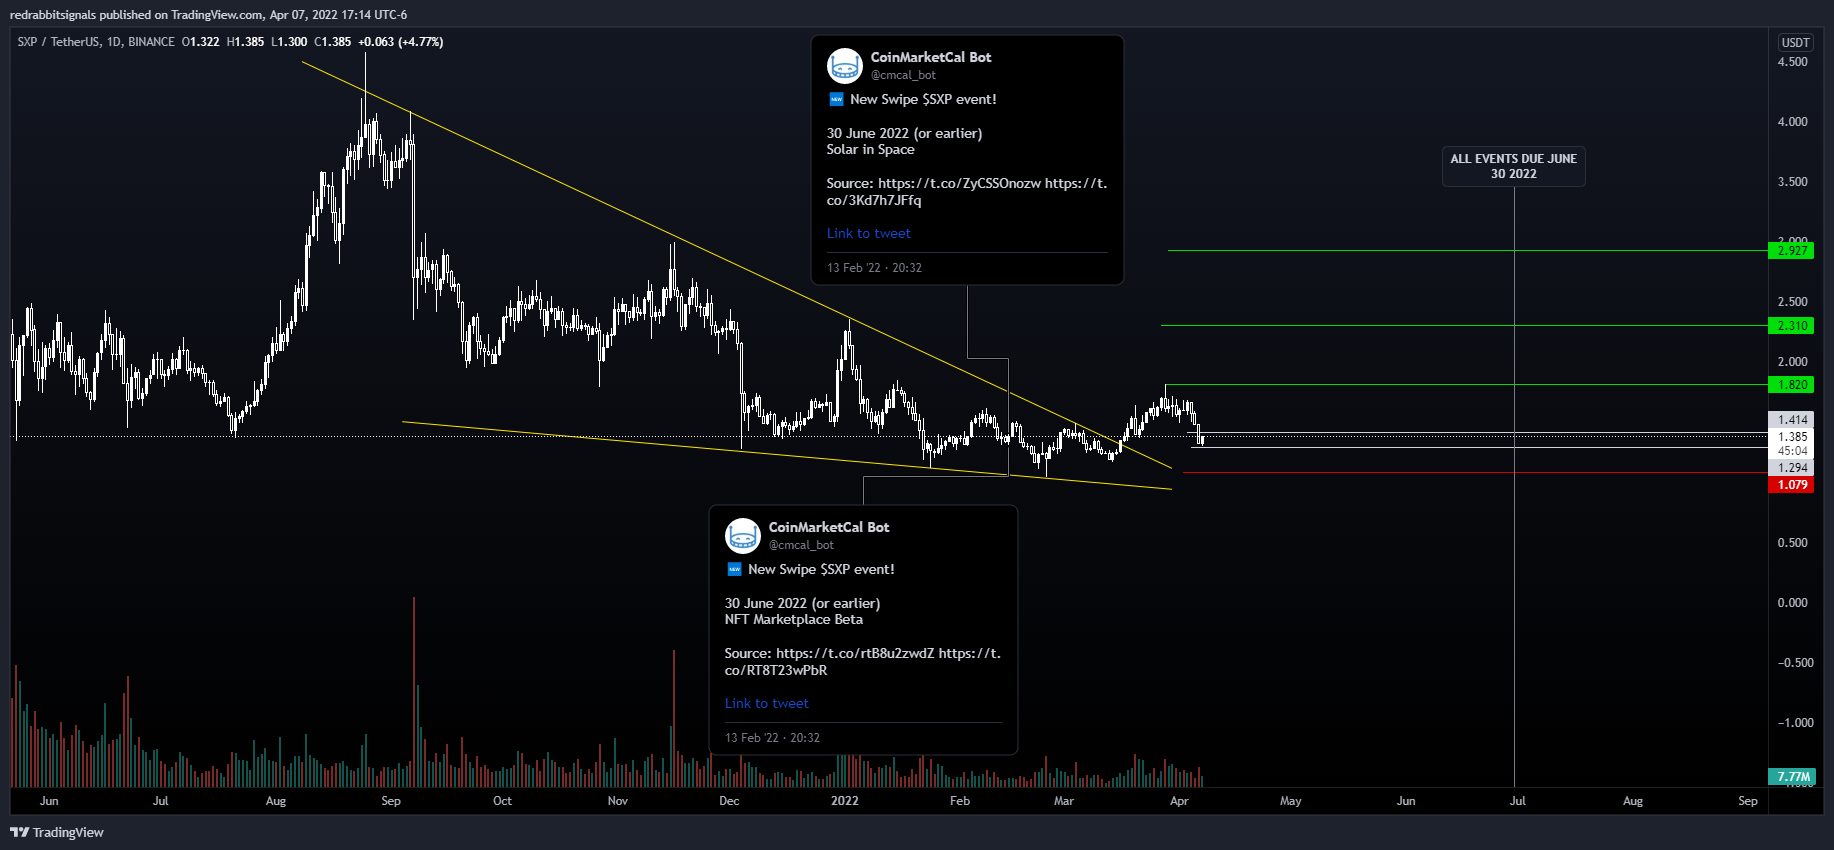 redrabbitsignals published on TradingView.com, Apr 07, 2022 17:14 UTC-6
SXP / TetherUS, 1D, BINANCE O1.322 H1.385 L1.300 C1.385 +0.063 (+4.77%)
CoinMarketCal Bot
@cmcal_bot
NEW New Swipe $SXP event!
30 June 2022 (or earlier)
Solar in Space
Source: https://t.co/ZyCSSOnozw https://t.
co/3Kd7h7JFfq
Link to tweet
13 Feb '22 · 20:32
ALL EVENTS DUE JUNE
30 2022
CoinMarketCal Bot
@cmcal_bot
NEW New Swipe $SXP event!
30 June 2022 (or earlier)
NFT Marketplace Beta
Source: https://t.co/rtB8u2zwdZ https://t.
co/RT8T23wPbR
Link to tweet
13 Feb '22 · 20:32
USDT
4.500
4.000
3.500
3.000
2.927
2.500
2.310
2.000
1.820
1.414
1.385
45:04
1.294
1.079
0.500
0.000
−0.500
−1.000
7.77M
Jun Jul Aug Sep Oct Nov Dec 2022 Feb Mar Apr May Jun Jul Aug Sep
TradingView